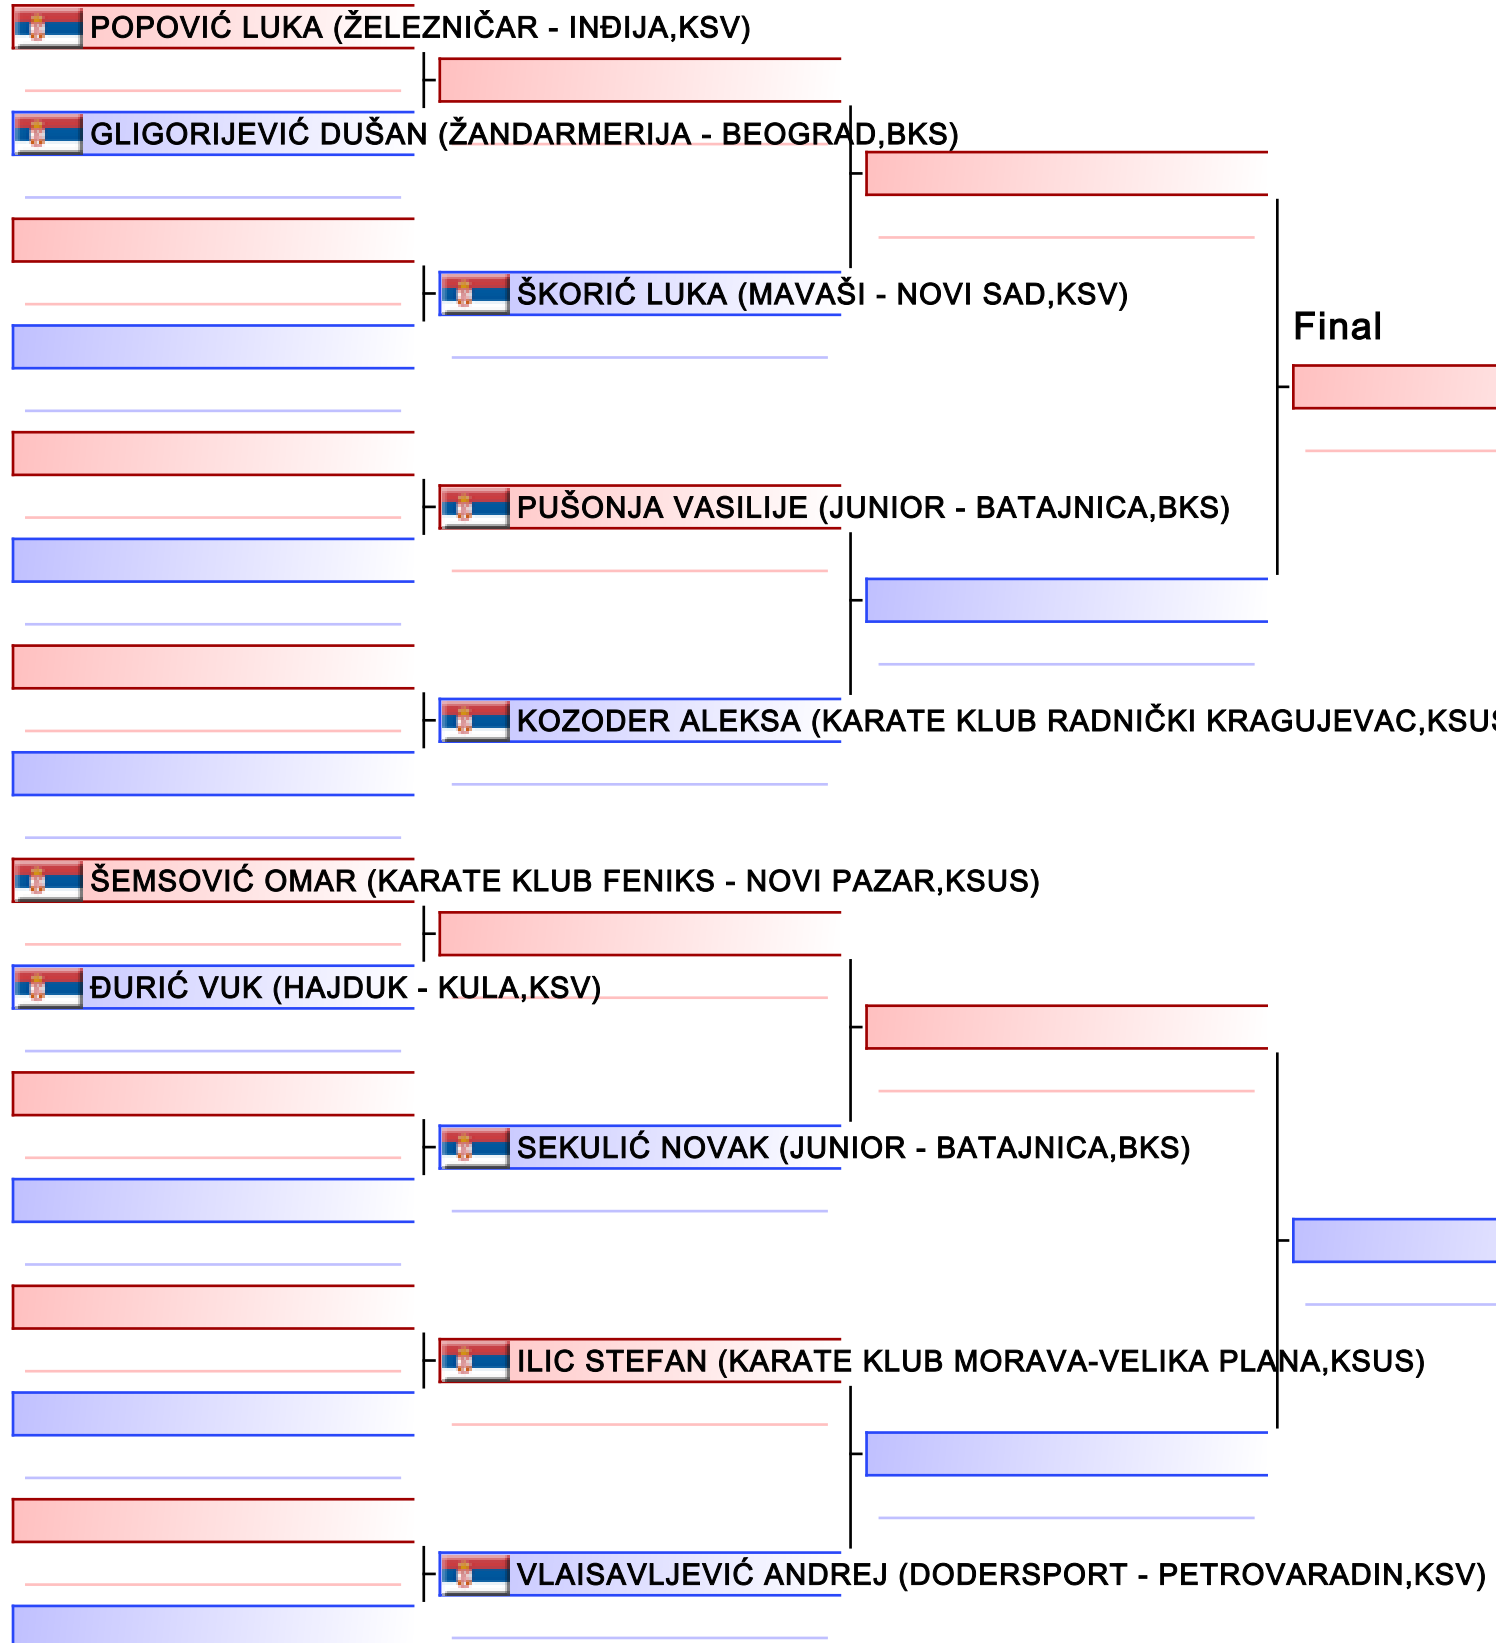 POPOVIĆ LUKA (ŽELEZNIČAR - INĐIJA,KSV)
GLIGORIJEVIĆ DUŠAN (ŽANDARMERIJA - BEOGRAD,BKS)
ŠKORIĆ LUKA (MAVAŠI - NOVI SAD,KSV)
Final
PUŠONJA VASILIJE (JUNIOR - BATAJNICA,BKS)
KOZODER ALEKSA (KARATE KLUB RADNIČKI KRAGUJEVAC,KSUS
ŠEMSOVIĆ OMAR (KARATE KLUB FENIKS - NOVI PAZAR,KSUS)
ĐURIĆ VUK (HAJDUK - KULA,KSV)
SEKULIĆ NOVAK (JUNIOR - BATAJNICA,BKS)
ILIC STEFAN (KARATE KLUB MORAVA-VELIKA PLANA,KSUS)
VLAISAVLJEVIĆ ANDREJ (DODERSPORT - PETROVARADIN,KSV)